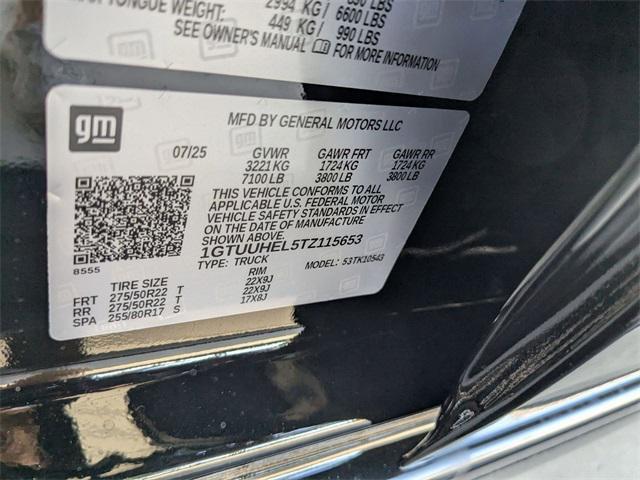 TONGUE WEIGHT: 2994 KG / 6600 LBS
449 KG / 990 LBS
SEE OWNER'S MANUAL FOR MORE INFORMATION
gm
MFD BY GENERAL MOTORS LLC
07/25 GVWR GAWR FRT GAWR RR
3221 KG 1724 KG 1724 KG
7100 LB 3800 LB 3800 LB
THIS VEHICLE CONFORMS TO ALL
APPLICABLE U.S. FEDERAL MOTOR
VEHICLE SAFETY STANDARDS IN EFFECT
ON THE DATE OF MANUFACTURE
SHOWN ABOVE.
1GTUUHEL5TZ115653
TYPE: TRUCK MODEL: 53TK10543
8555
TIRE SIZE RIM
FRT 275/50R22 T 22X9J
RR 275/50R22 T 22X9J
SPA 255/80R17 S 17X8J